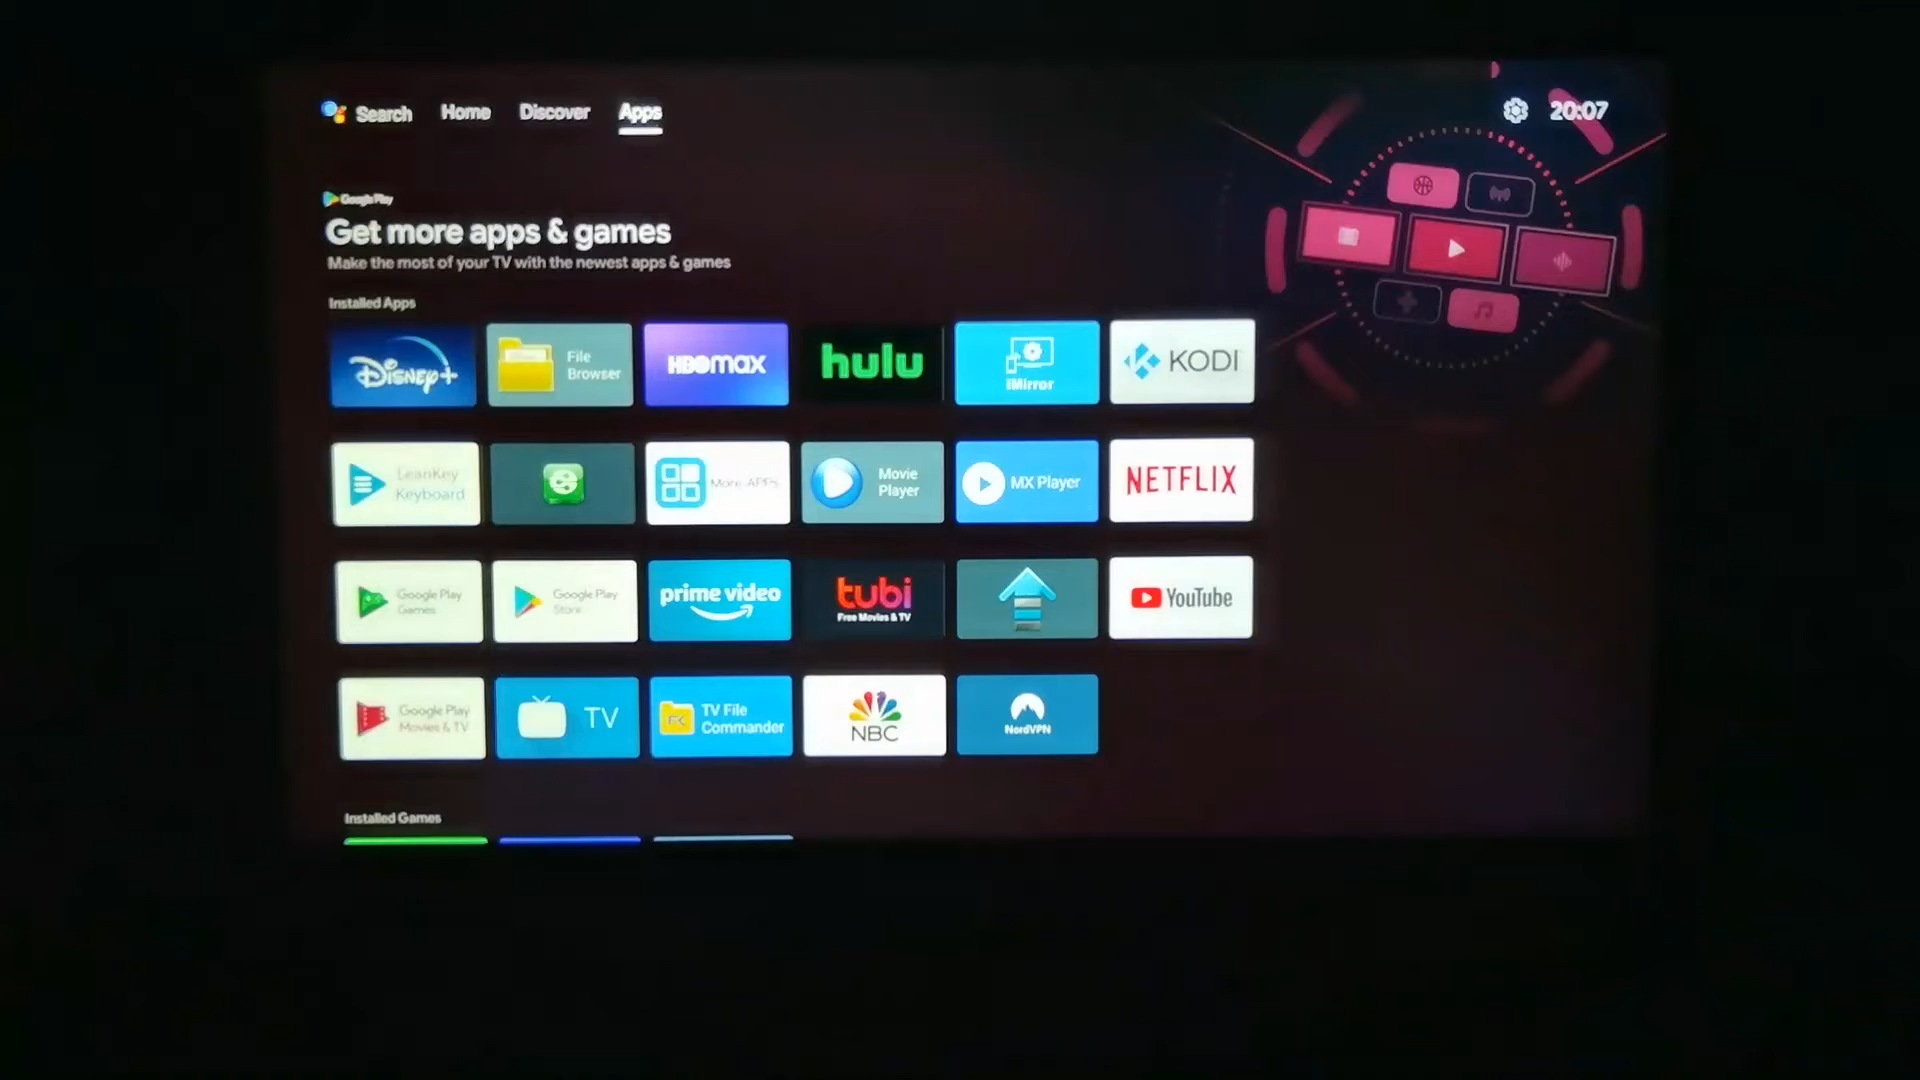 Search Home Discover Apps
20:07
Google Play
Get more apps & games
Make the most of your TV with the newest apps & games
Installed Apps
Disney+
File
Browser
HBOMAX
hulu
iMirror
KODI
LeanKey
Keyboard
More APPs
Movie
Player
MX Player
NETFLIX
Google Play
Games
Google Play
Store
prime video
tubi
Free Movies & TV
YouTube
Google Play
Movies & TV
TV
TV File
Commander
NBC
NordVPN
Installed Games